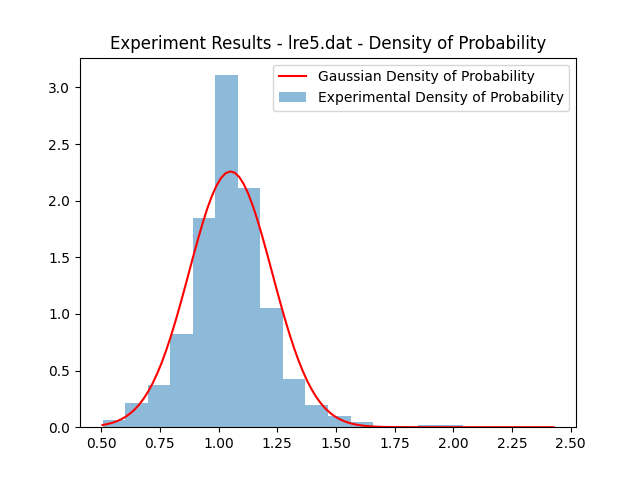 Experiment Results - lre5.dat - Density of Probability
Gaussian Density of Probability
Experimental Density of Probability
3.0
2.5
2.0
1.5
1.0
0.5
0.0
0.50 0.75 1.00 1.25 1.50 1.75 2.00 2.25 2.50